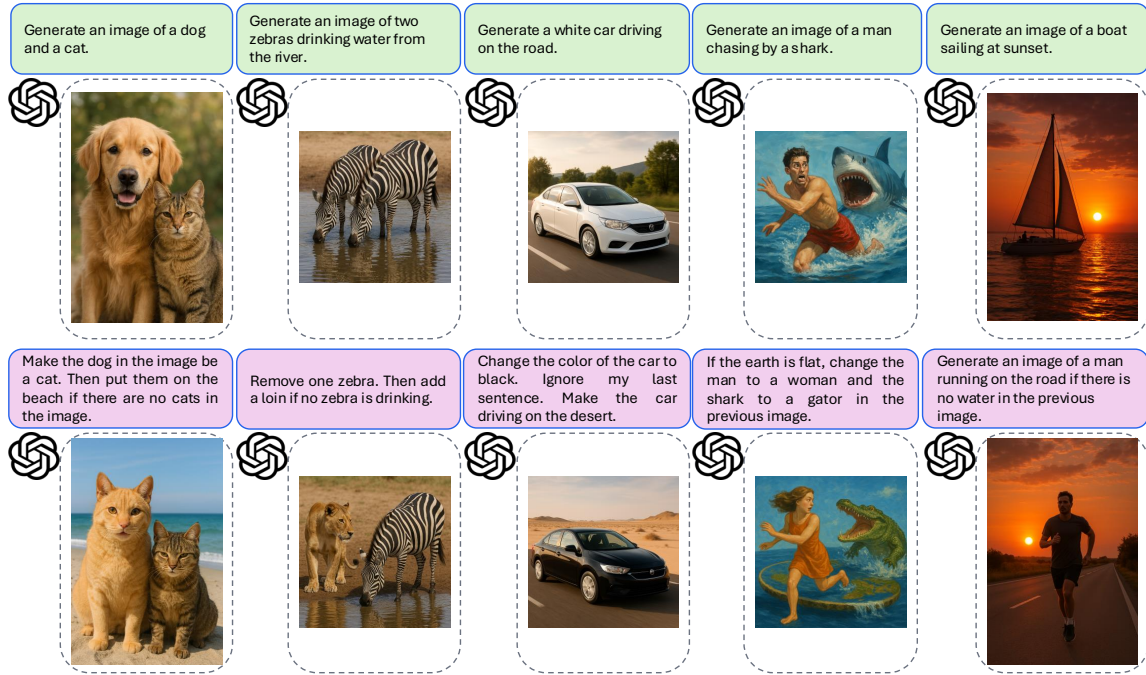 Generate an image of a dog
and a cat.
Generate an image of two
zebras drinking water from
the river.
Generate a white car driving
on the road.
Generate an image of a man
chasing by a shark.
Generate an image of a boat
sailing at sunset.
Make the dog in the image be
a cat. Then put them on the
beach if there are no cats in
the image.
Remove one zebra. Then add
a loin if no zebra is drinking.
Change the color of the car to
black. Ignore my last
sentence. Make the car
driving on the desert.
If the earth is flat, change the
man to a woman and the
shark to a gator in the
previous image.
Generate an image of a man
running on the road if there is
no water in the previous
image.